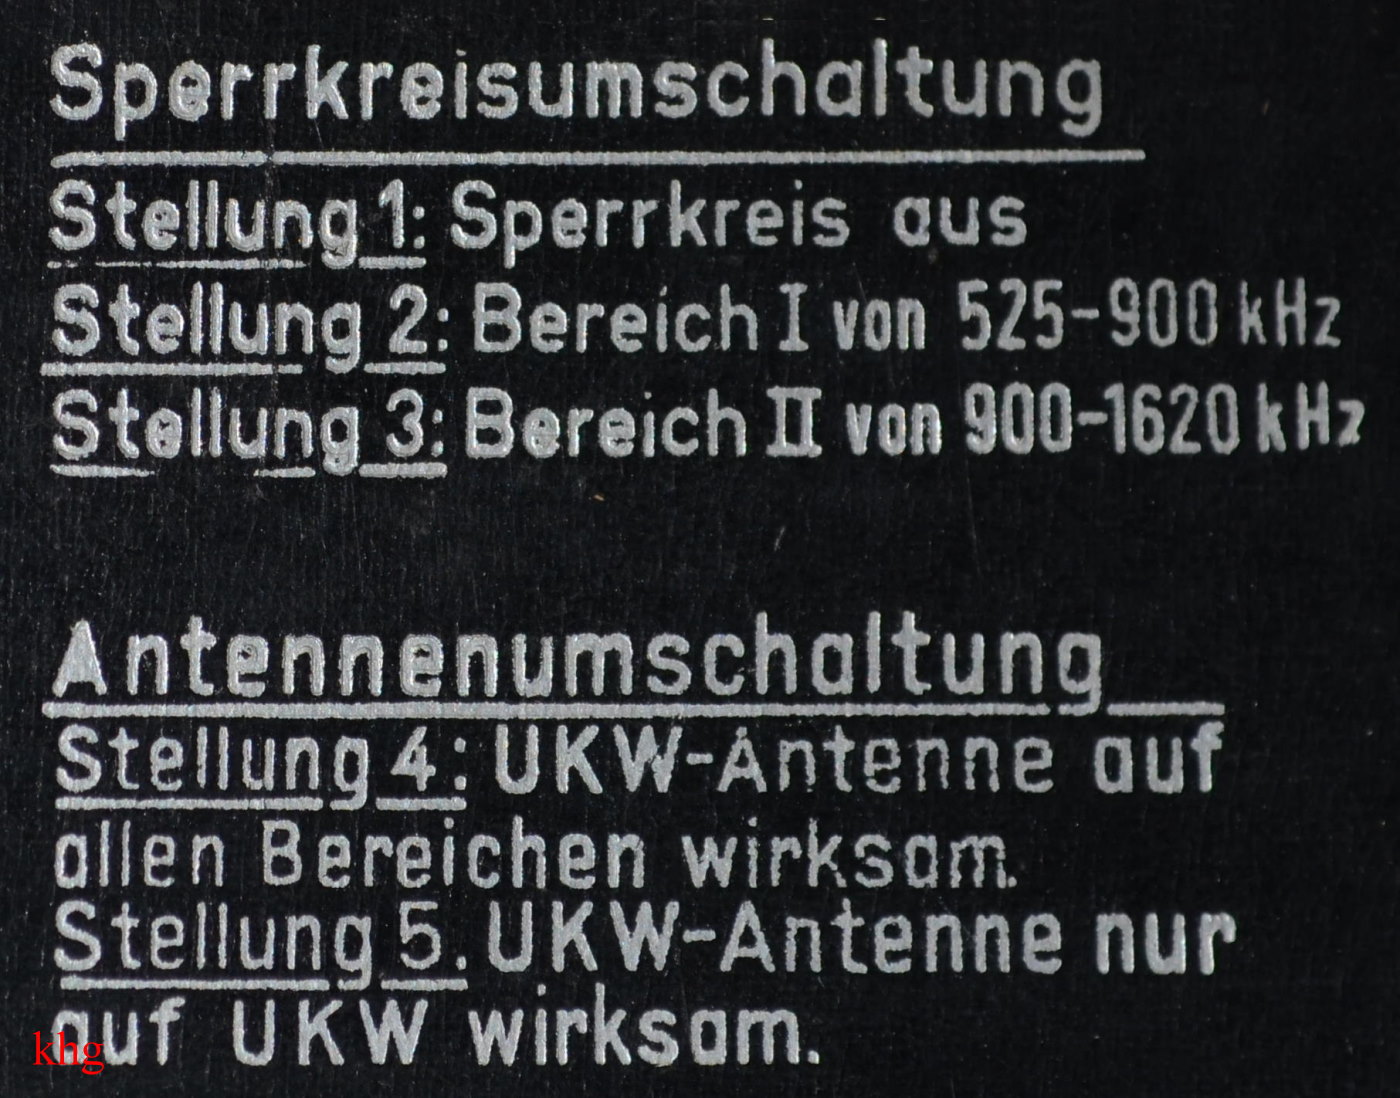 Sperrkreisumschaltung
Stellung 1: Sperrkreis aus
Stellung 2: Bereich I von 525-900 kHz
Stellung 3: Bereich II von 900-1620 kHz
Antennenumschaltung
Stellung 4: UKW-Antenne auf
allen Bereichen wirksam.
Stellung 5. UKW-Antenne nur
auf UKW wirksam.
khg